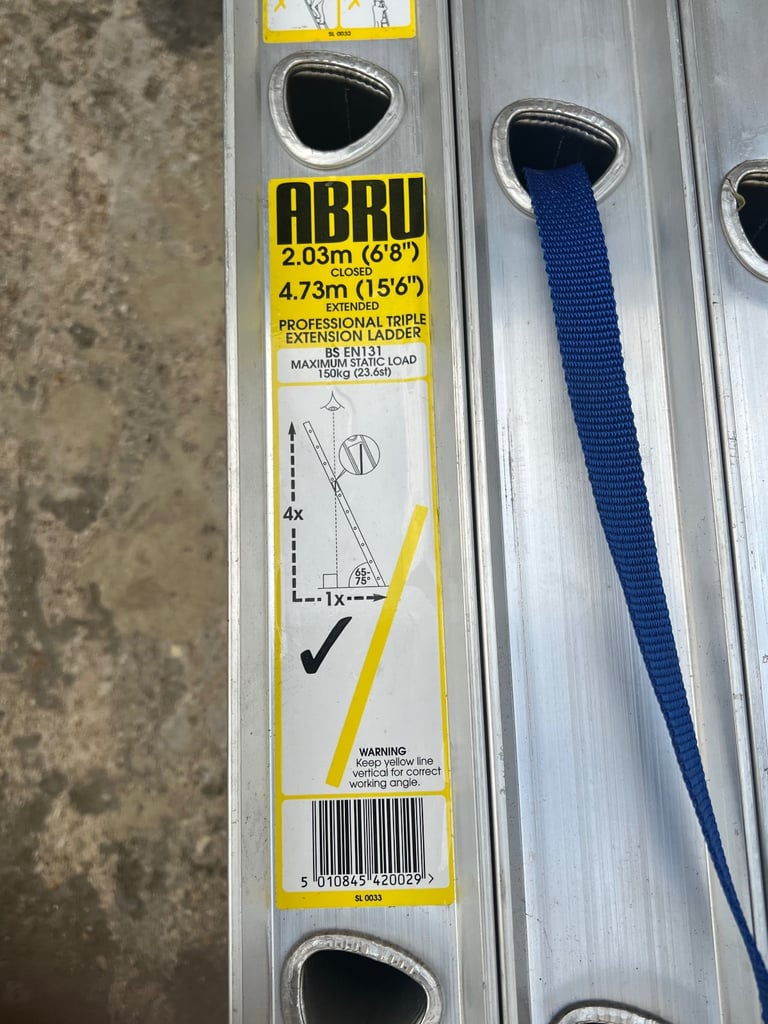 SL 0032
ABRU
2.03m (6'8")
CLOSED
4.73m (15'6")
EXTENDED
PROFESSIONAL TRIPLE
EXTENSION LADDER
BS EN131
MAXIMUM STATIC LOAD
150kg (23.6st)
4x
65-
75°
1x
WARNING
Keep yellow line
vertical for correct
working angle.
5 010845 420029 >
SL 0033